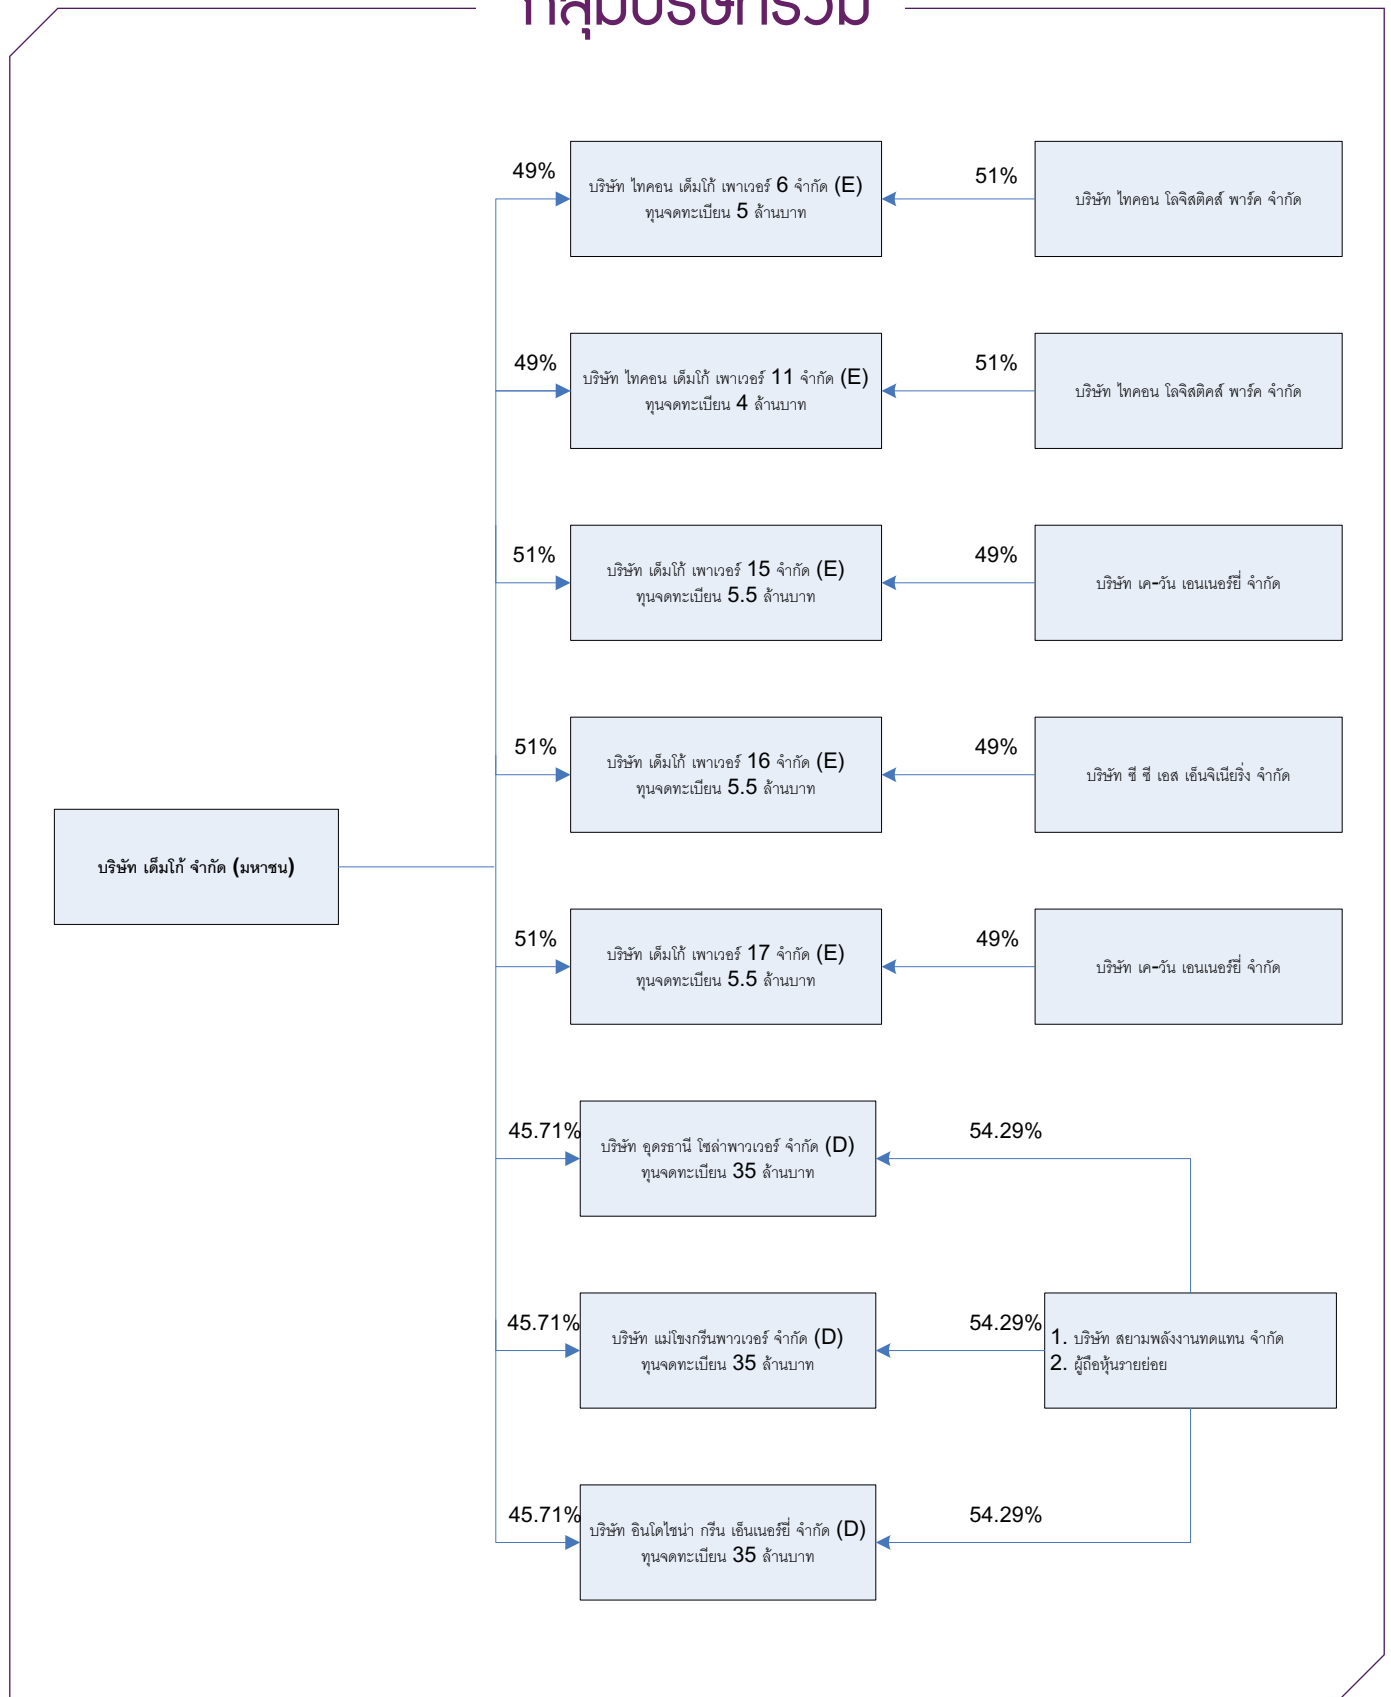 กลุ่มบริษัทร่วม
49%
บริษัท ไทคอน เด็มโก้ เพาเวอร์ 6 จำกัด (E)
ทุนจดทะเบียน 5 ล้านบาท
51%
บริษัท ไทคอน โลจิสติคส์ พาร์ค จำกัด
49%
บริษัท ไทคอน เด็มโก้ เพาเวอร์ 11 จำกัด (E)
ทุนจดทะเบียน 4 ล้านบาท
51%
บริษัท ไทคอน โลจิสติคส์ พาร์ค จำกัด
51%
บริษัท เด็มโก้ เพาเวอร์ 15 จำกัด (E)
ทุนจดทะเบียน 5.5 ล้านบาท
49%
บริษัท เค-วัน เอนเนอร์ยี่ จำกัด
51%
บริษัท เด็มโก้ เพาเวอร์ 16 จำกัด (E)
ทุนจดทะเบียน 5.5 ล้านบาท
49%
บริษัท ซี ซี เอส เอ็นจิเนียริ่ง จำกัด
บริษัท เด็มโก้ จำกัด (มหาชน)
51%
บริษัท เด็มโก้ เพาเวอร์ 17 จำกัด (E)
ทุนจดทะเบียน 5.5 ล้านบาท
49%
บริษัท เค-วัน เอนเนอร์ยี่ จำกัด
45.71%
บริษัท อุดรธานี โซล่าพาวเวอร์ จำกัด (D)
ทุนจดทะเบียน 35 ล้านบาท
54.29%
45.71%
บริษัท แม่โขงกรีนพาวเวอร์ จำกัด (D)
ทุนจดทะเบียน 35 ล้านบาท
54.29%
1. บริษัท สยามพลังงานทดแทน จำกัด
2. ผู้ถือหุ้นรายย่อย
45.71%
บริษัท อินโดไชน่า กรีน เอ็นเนอร์ยี่ จำกัด (D)
ทุนจดทะเบียน 35 ล้านบาท
54.29%